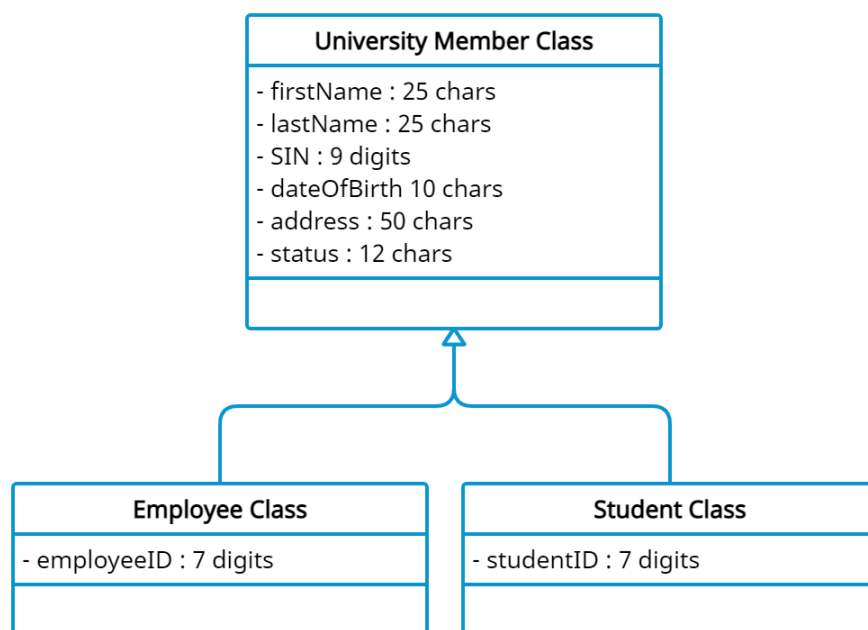 University Member Class
- firstName : 25 chars
- lastName : 25 chars
- SIN : 9 digits
- dateOfBirth 10 chars
- address : 50 chars
- status : 12 chars
Employee Class
- employeeID : 7 digits
Student Class
- studentID : 7 digits